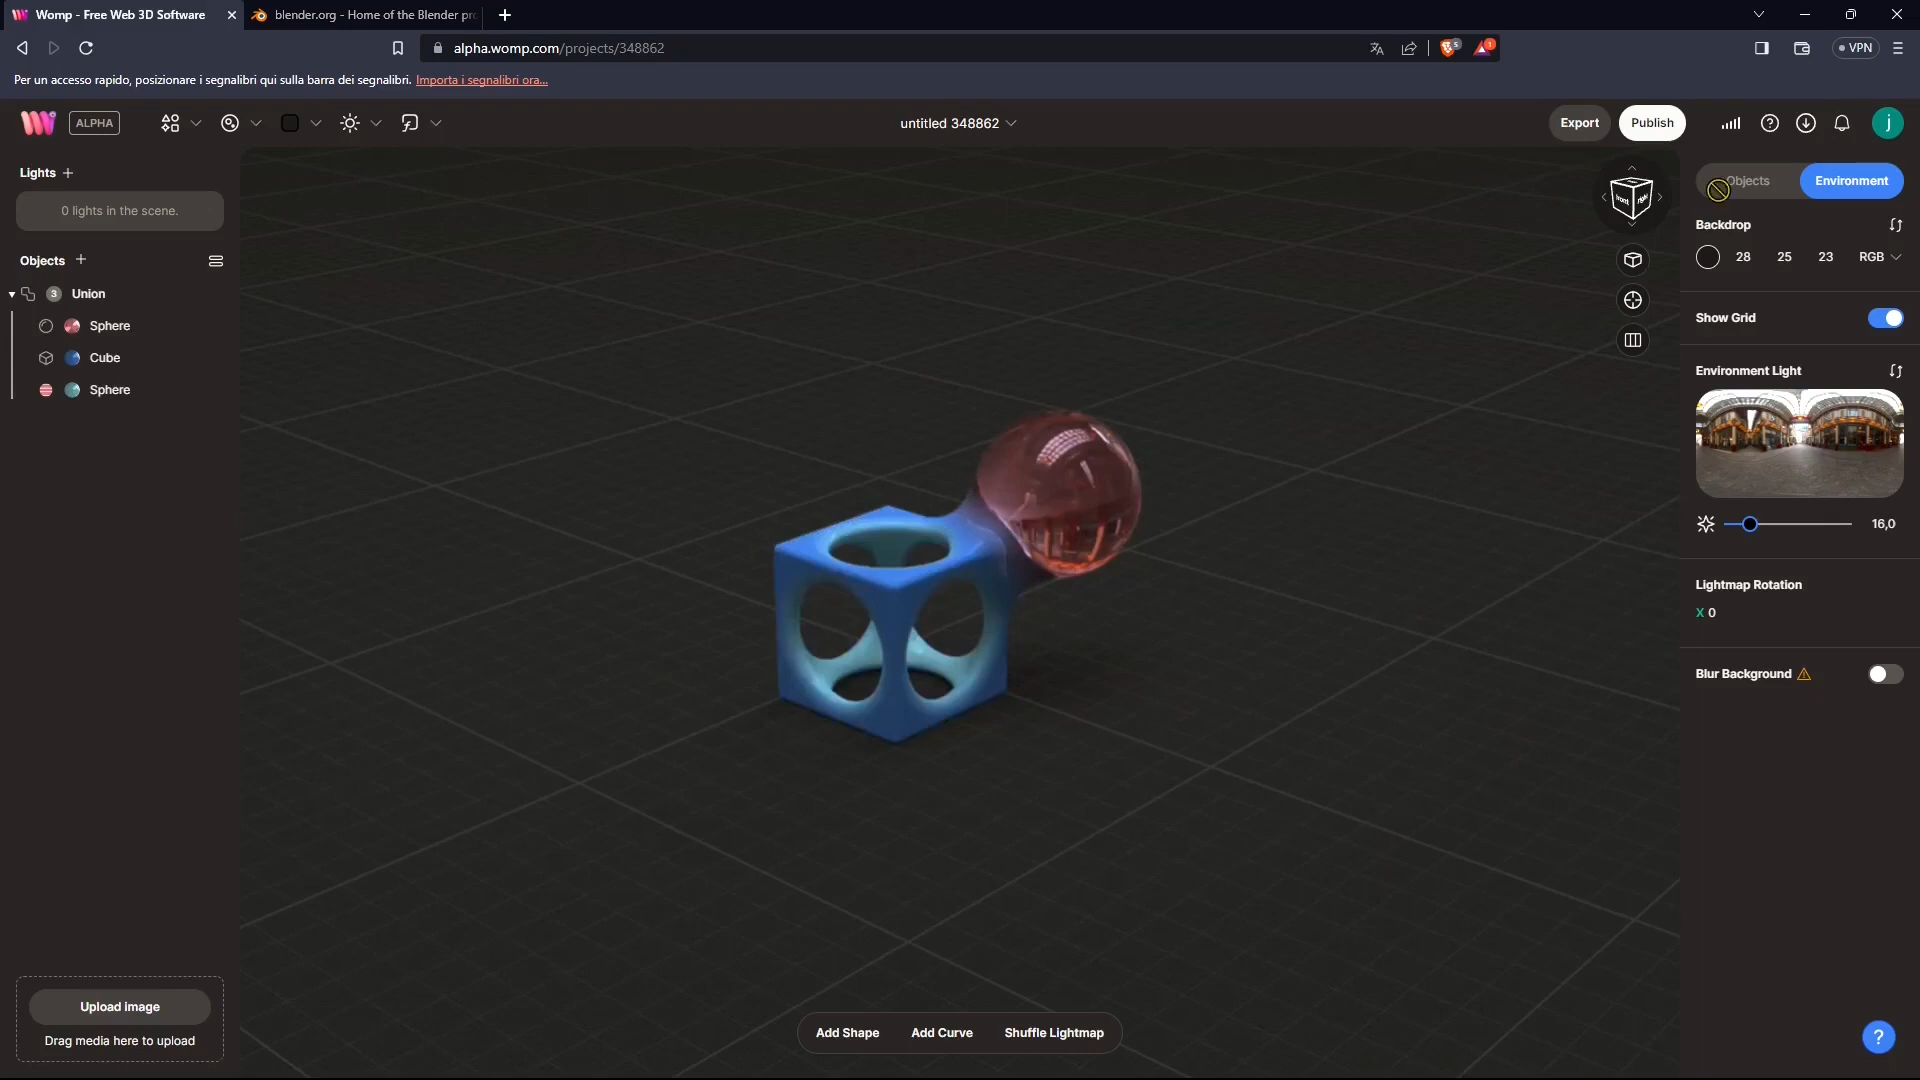 Womp - Free Web 3D Software
blender.org - Home of the Blender pr
alpha.womp.com/projects/348862
5
1
VPN
Per un accesso rapido, posizionare i segnalibri qui sulla barra dei segnalibri. Importa i segnalibri ora...
ALPHA
untitled 348862
Export
Publish
j
Lights +
0 lights in the scene.
Objects +
3 Union
Sphere
Cube
Sphere
Upload image
Drag media here to upload
front
right
Add Shape
Add Curve
Shuffle Lightmap
Objects
Environment
Backdrop
28 25 23 RGB
Show Grid
Environment Light
16,0
Lightmap Rotation
X 0
Blur Background
?